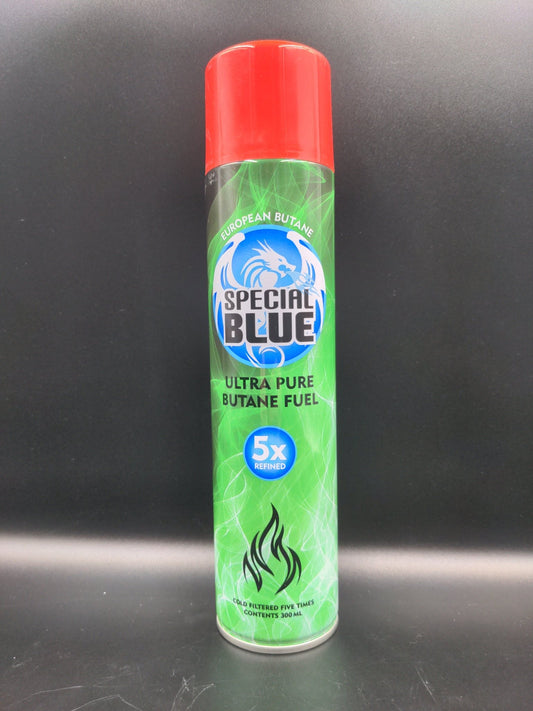 EUROPEAN BUTANE
SPECIAL
BLUE
ULTRA PURE
BUTANE FUEL
5x
REFINED
COLD FILTERED FIVE TIMES
CONTENTS 300 ML